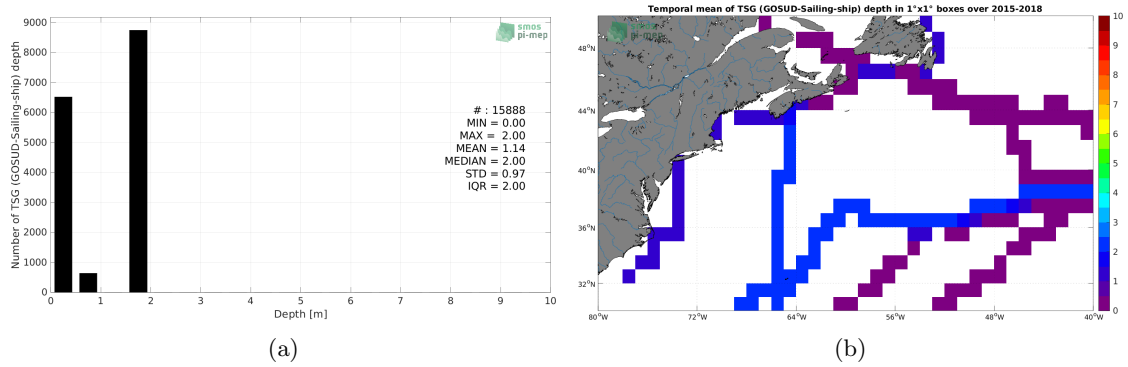 9000
8000
7000
6000
5000
4000
3000
2000
1000
0
Number of TSG (GOSUD-Sailing-ship) depth
smos
pi-mep
# : 15888
MIN = 0.00
MAX = 2.00
MEAN = 1.14
MEDIAN = 2.00
STD = 0.97
IQR = 2.00
0 1 2 3 4 5 6 7 8 9 10
Depth [m]
(a)
Temporal mean of TSG (GOSUD-Sailing-ship) depth in 1°x1° boxes over 2015-2018
smos
pi-mep
48°N
44°N
40°N
36°N
32°N
80°W 72°W 64°W 56°W 48°W 40°W
10
9
8
7
6
5
4
3
2
1
0
(b)